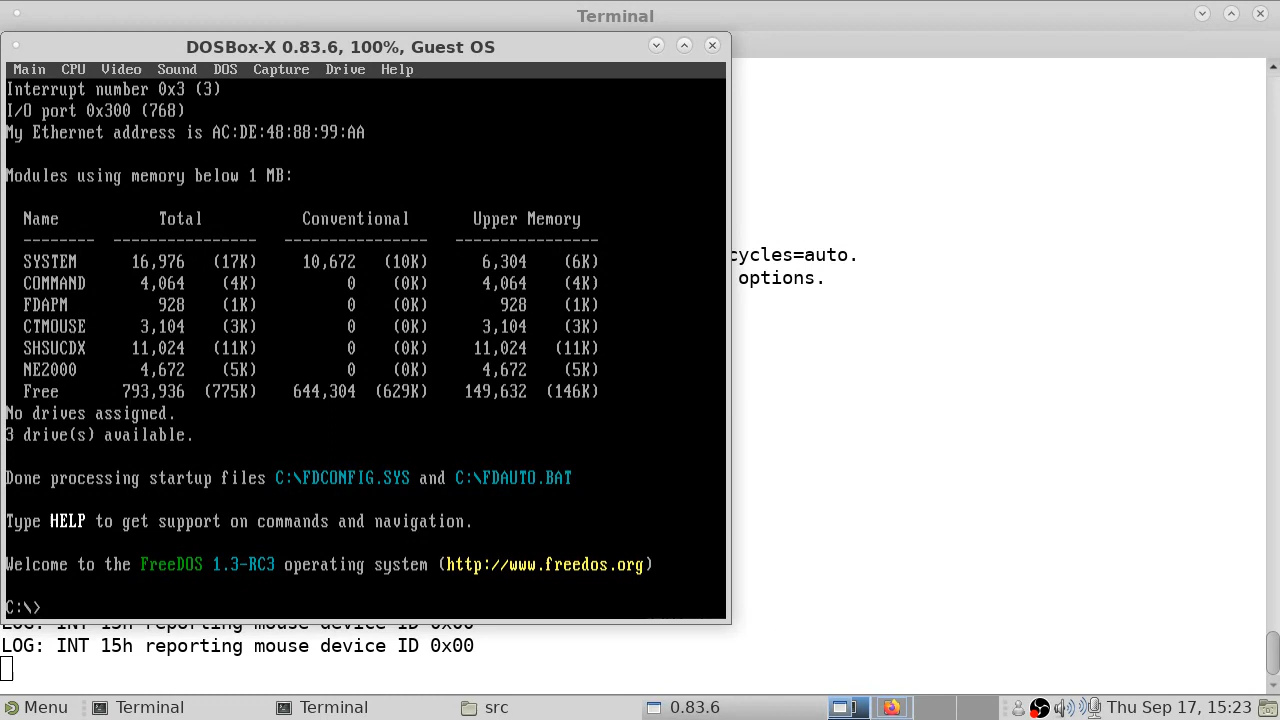 Terminal
DOSBox-X 0.83.6, 100%, Guest OS
Main CPU Video Sound DOS Capture Drive Help
Interrupt number 0x3 (3)
I/O port 0x300 (768)
My Ethernet address is AC:DE:48:88:99:AA
Modules using memory below 1 MB:
Name Total Conventional Upper Memory
-------- ---------------- ---------------- ----------------
SYSTEM 16,976 (17K) 10,672 (10K) 6,304 (6K)
COMMAND 4,064 (4K) 0 (0K) 4,064 (4K)
FDAPM 928 (1K) 0 (0K) 928 (1K)
CTMOUSE 3,104 (3K) 0 (0K) 3,104 (3K)
SHSUCDX 11,024 (11K) 0 (0K) 11,024 (11K)
NE2000 4,672 (5K) 0 (0K) 4,672 (5K)
Free 793,936 (775K) 644,304 (629K) 149,632 (146K)
No drives assigned.
3 drive(s) available.
Done processing startup files C:\FDCONFIG.SYS and C:\FDAUTO.BAT
Type HELP to get support on commands and navigation.
Welcome to the FreeDOS 1.3-RC3 operating system (http://www.freedos.org)
C:\>
cycles=auto.
options.
LOG: INT 15h reporting mouse device ID 0x00
LOG: INT 15h reporting mouse device ID 0x00
Menu Terminal Terminal src 0.83.6 Thu Sep 17, 15:23